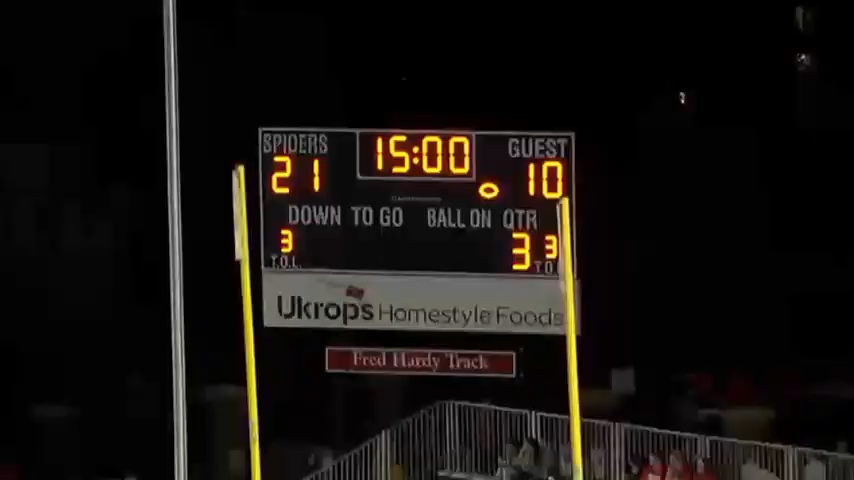 SPIDERS 15:00 GUEST
21 10
DOWN TO GO BALL ON QTR
3 3 3
T.O.L. T.O
Ukrops Homestyle Foods
Fred Hardy Track